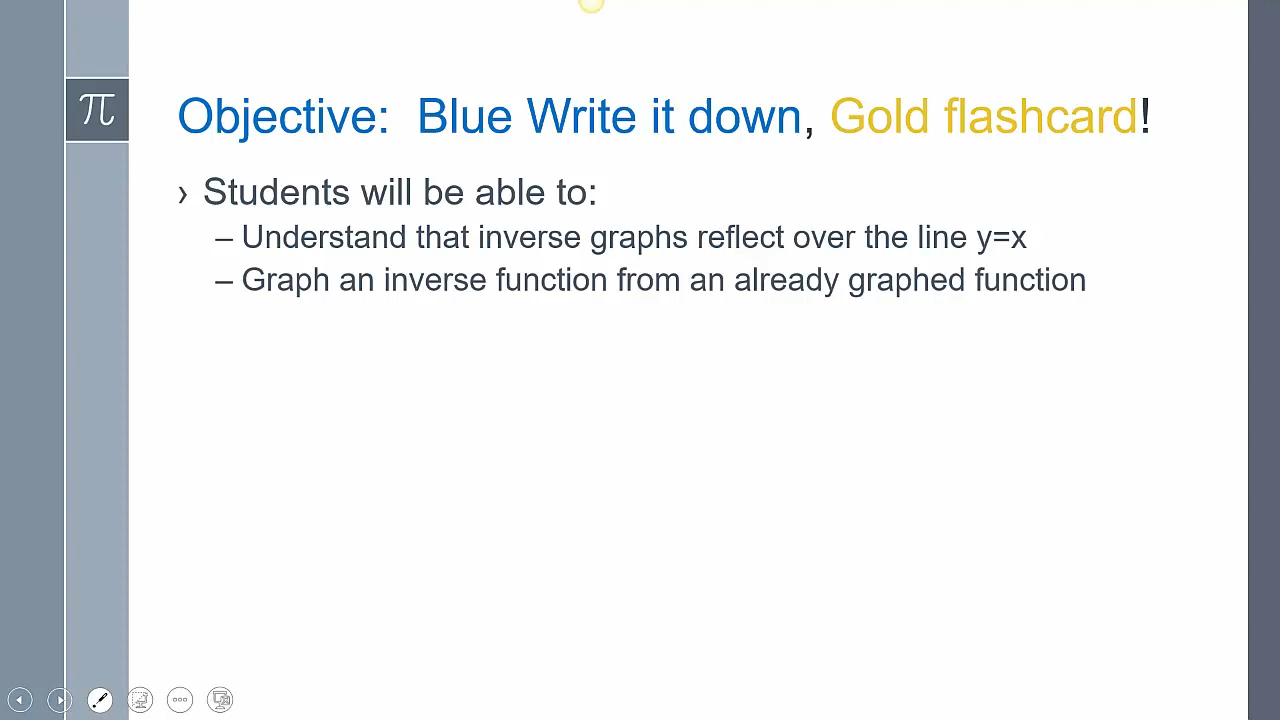 π
Objective:  Blue Write it down, Gold flashcard!
› Students will be able to:
– Understand that inverse graphs reflect over the line y=x
– Graph an inverse function from an already graphed function